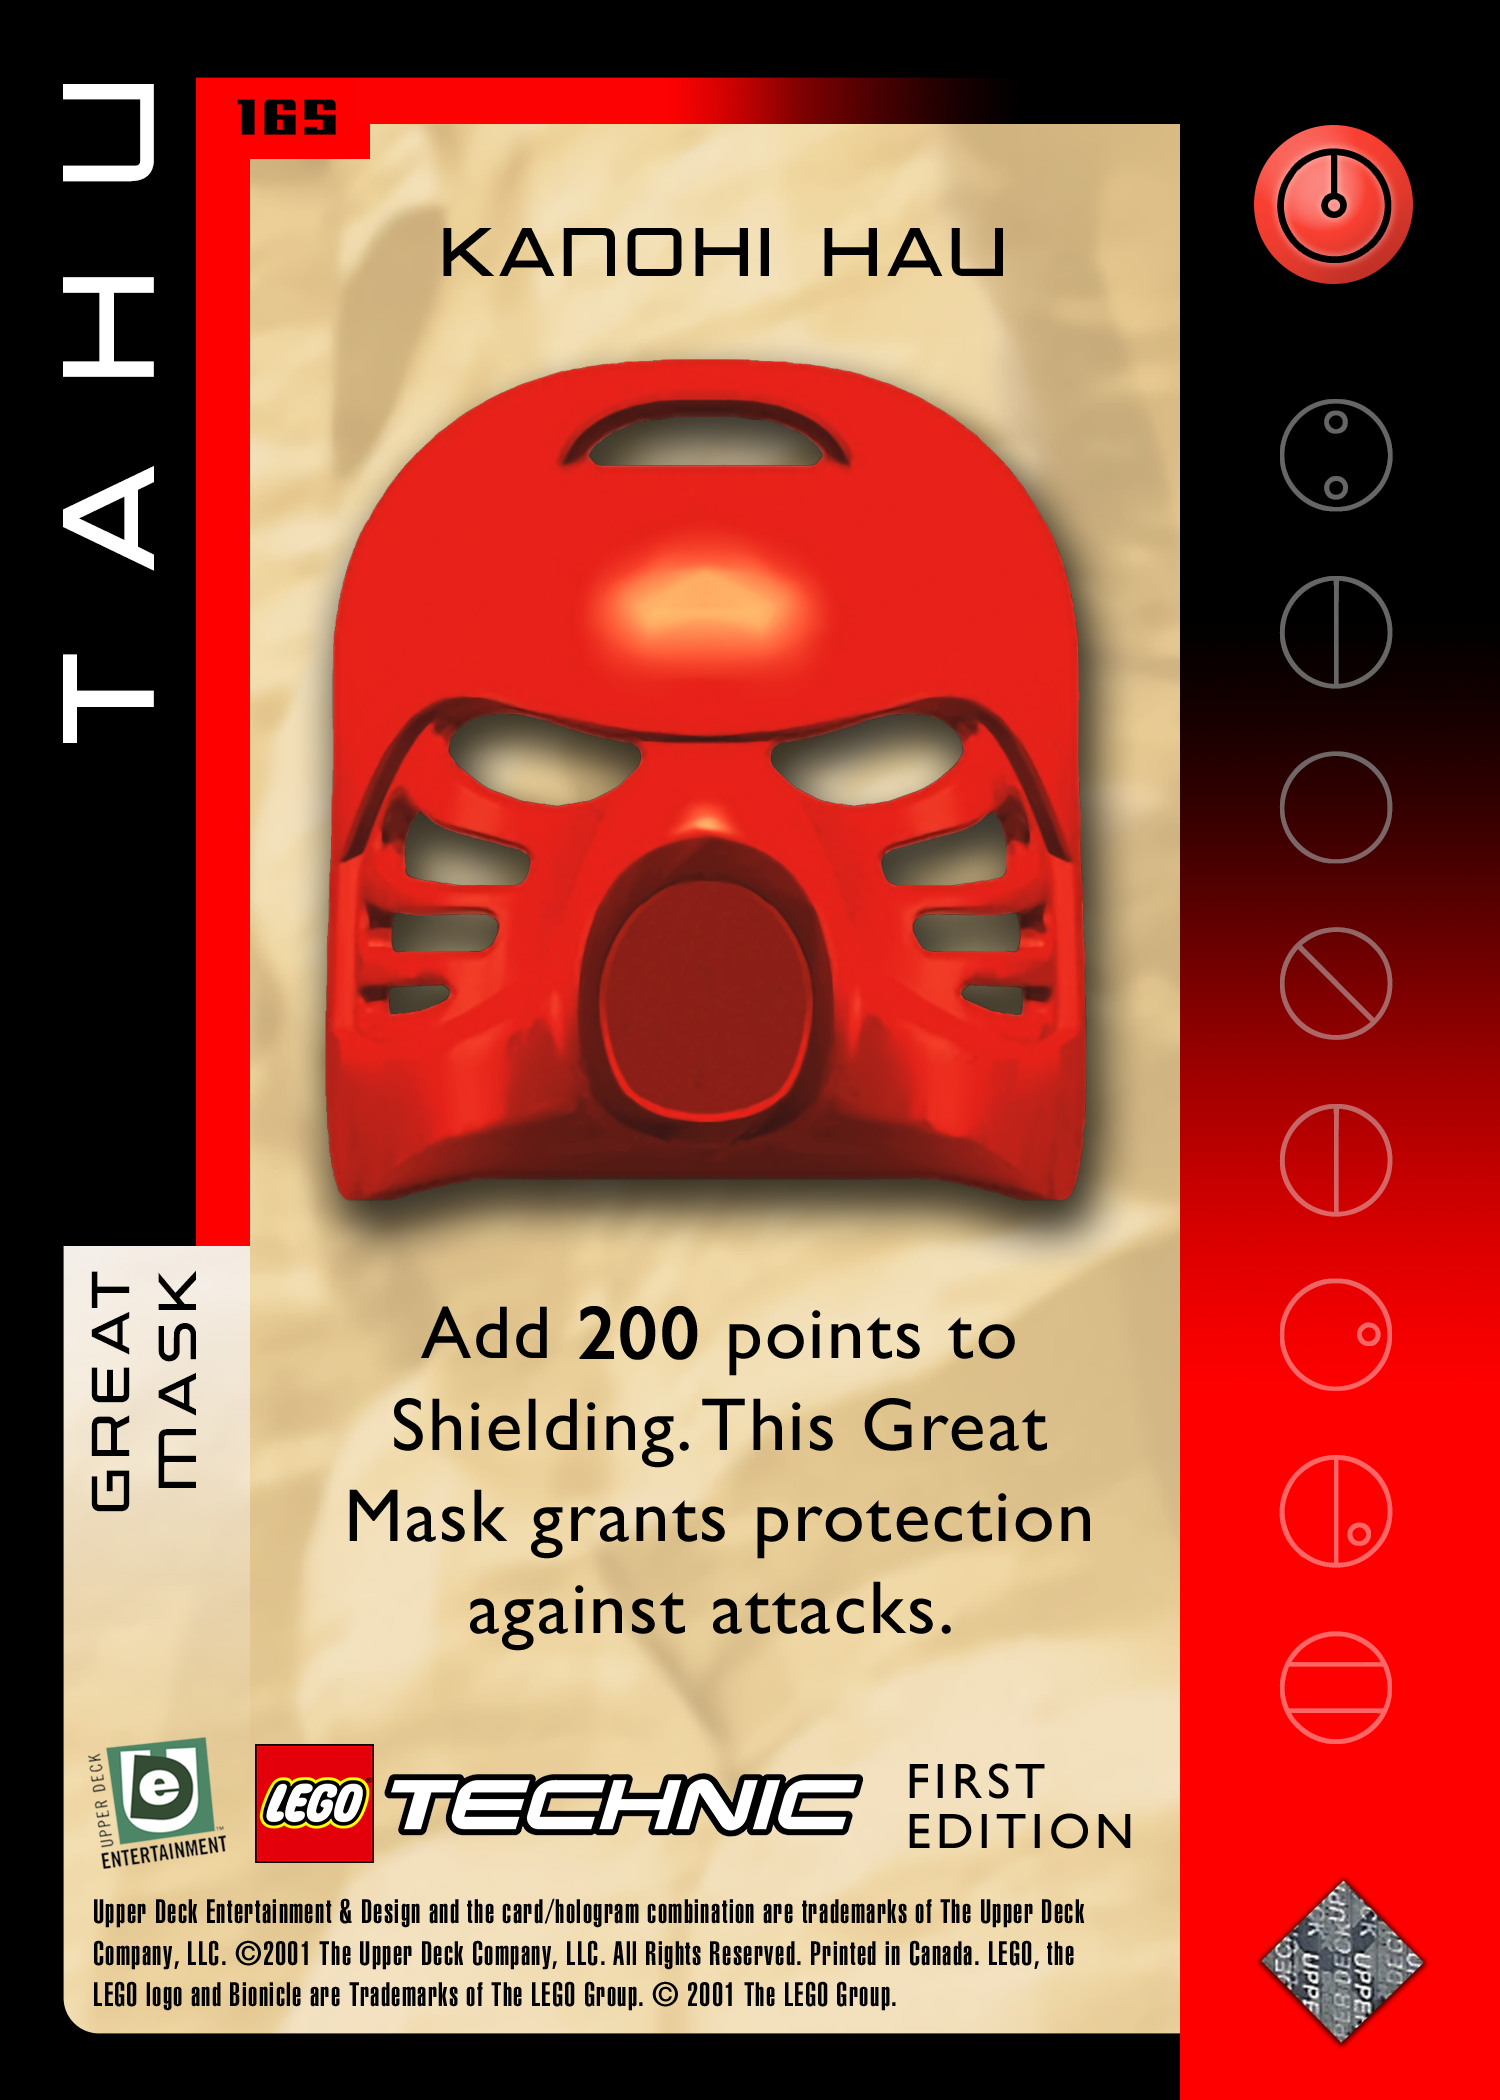 TAHU
165
KANOHI HAU
GREAT
MASK
Add 200 points to
Shielding. This Great
Mask grants protection
against attacks.
UPPER DECK
ENTERTAINMENT
LEGO TECHNIC
FIRST
EDITION
Upper Deck Entertainment & Design and the card/hologram combination are trademarks of The Upper Deck
Company, LLC. ©2001 The Upper Deck Company, LLC. All Rights Reserved. Printed in Canada. LEGO, the
LEGO logo and Bionicle are Trademarks of The LEGO Group. © 2001 The LEGO Group.